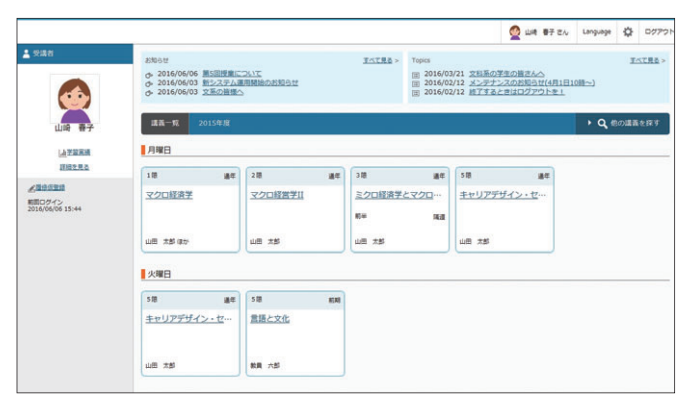 山崎 春子 さん Language ログアウト
受講者
山崎 春子
学習実績
詳細を見る
履修仮登録
前回ログイン
2016/06/06 15:44
お知らせ すべて見る >
2016/06/06 第5回授業について
2016/06/03 新システム運用開始のお知らせ
2016/06/03 文系の皆様へ
Topics すべて見る >
2016/03/21 文科系の学生の皆さんへ
2016/02/12 メンテナンスのお知らせ(4月1日10時~)
2016/02/12 終了するときはログアウトを！
講義一覧 2015年度 他の講義を探す
月曜日
1限 通年
マクロ経済学
山田 太郎 ほか
2限 通年
マクロ経営学II
山田 太郎
3限 通年
ミクロ経済学とマクロ…
前半 隔週
山田 太郎
5限 通年
キャリアデザイン・セ…
山田 太郎
火曜日
5限 通年
キャリアデザイン・セ…
山田 太郎
5限 前期
言語と文化
教員 六郎